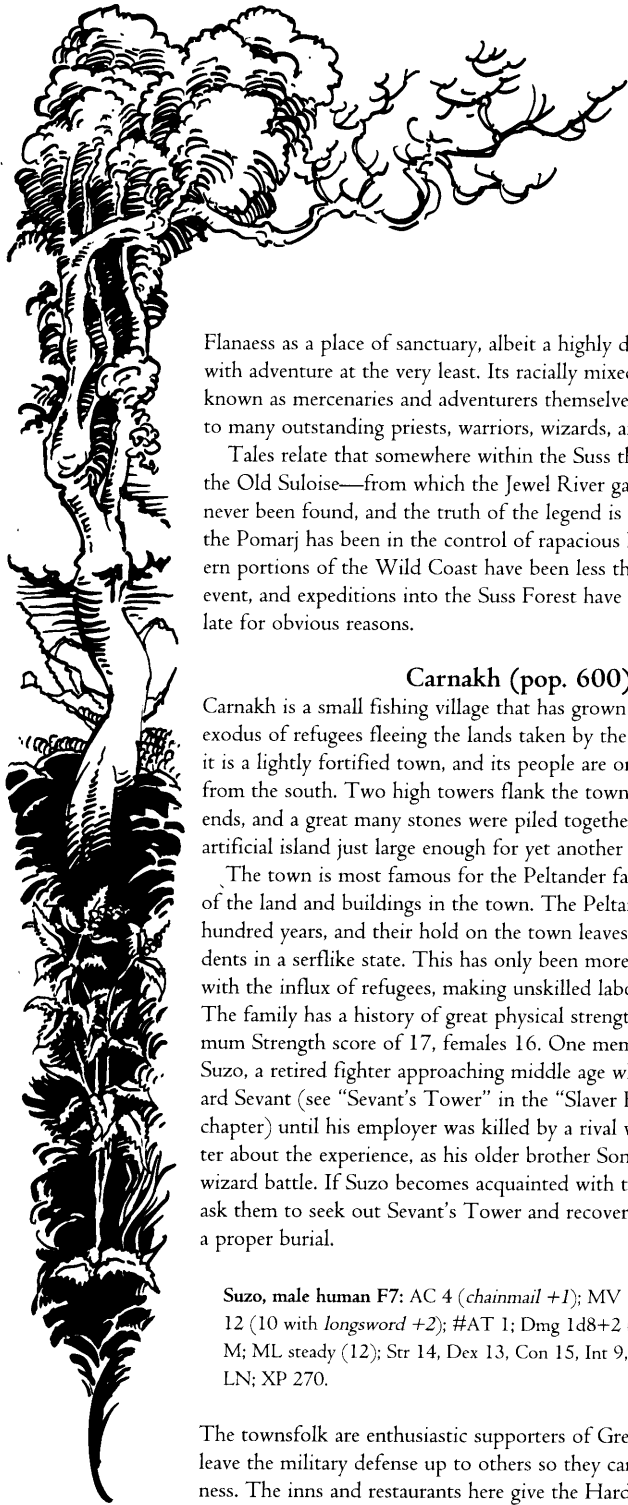 Flanaess as a place of sanctuary, albeit a highly d
with adventure at the very least. Its racially mixe
known as mercenaries and adventurers themselve
to many outstanding priests, warriors, wizards, a
Tales relate that somewhere within the Suss th
the Old Suloise—from which the Jewel River ga
never been found, and the truth of the legend is
the Pomarj has been in the control of rapacious
ern portions of the Wild Coast have been less th
event, and expeditions into the Suss Forest have
late for obvious reasons.
Carnakh (pop. 600)
Carnakh is a small fishing village that has grown
exodus of refugees fleeing the lands taken by the
it is a lightly fortified town, and its people are o
from the south. Two high towers flank the town
ends, and a great many stones were piled togethe
artificial island just large enough for yet another
The town is most famous for the Peltander fa
of the land and buildings in the town. The Pelta
hundred years, and their hold on the town leaves
dents in a serflike state. This has only been more
with the influx of refugees, making unskilled labo
The family has a history of great physical strengt
mum Strength score of 17, females 16. One mem
Suzo, a retired fighter approaching middle age w
ard Sevant (see “Sevant’s Tower” in the “Slaver
chapter) until his employer was killed by a rival
ter about the experience, as his older brother Son
wizard battle. If Suzo becomes acquainted with t
ask them to seek out Sevant’s Tower and recover
a proper burial.
Suzo, male human F7: AC 4 (chainmail +1); MV
12 (10 with longsword +2); #AT 1; Dmg 1d8+2
M; ML steady (12); Str 14, Dex 13, Con 15, Int 9,
LN; XP 270.
The townsfolk are enthusiastic supporters of Gre
leave the military defense up to others so they can
ness. The inns and restaurants here give the Hard